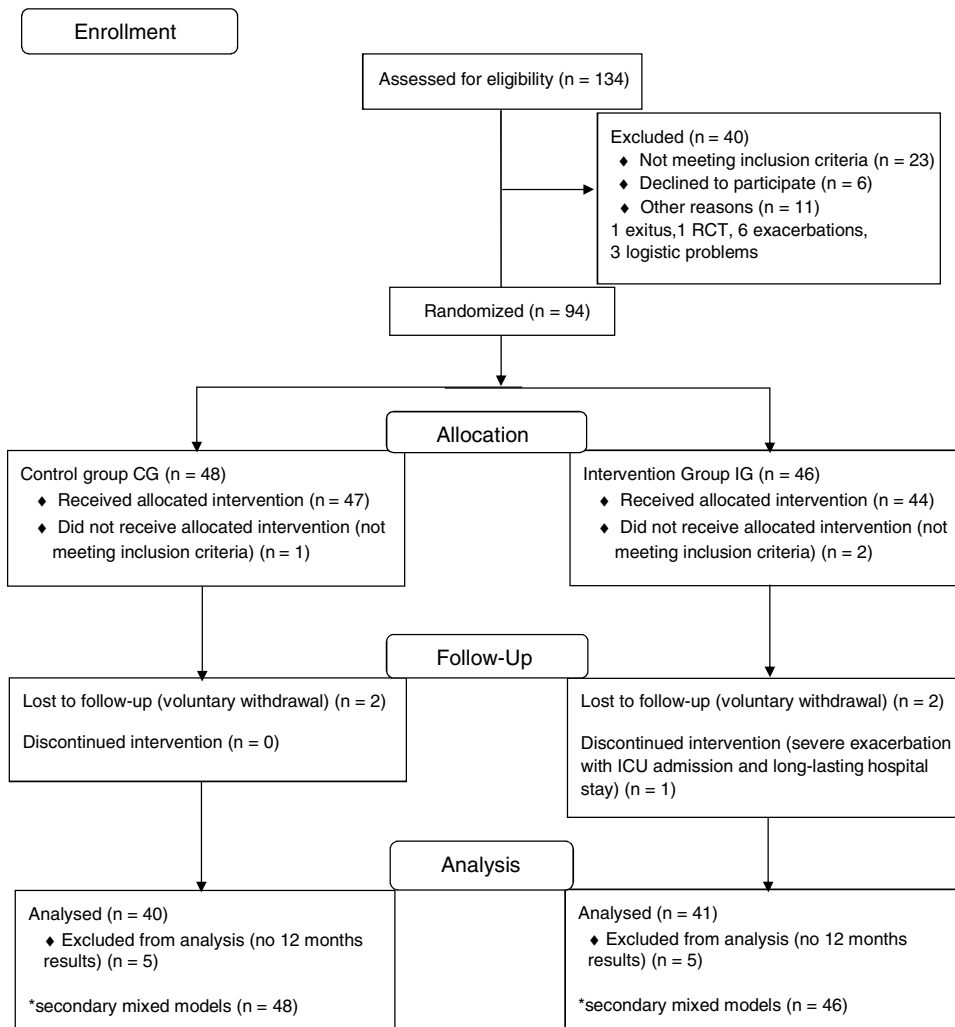 Enrollment
Assessed for eligibility (n = 134)
Excluded (n = 40)
♦ Not meeting inclusion criteria (n = 23)
♦ Declined to participate (n = 6)
♦ Other reasons (n = 11)
1 exitus,1 RCT, 6 exacerbations,
3 logistic problems
Randomized (n = 94)
Allocation
Control group CG (n = 48)
♦ Received allocated intervention (n = 47)
♦ Did not receive allocated intervention (not
meeting inclusion criteria) (n = 1)
Intervention Group IG (n = 46)
♦ Received allocated intervention (n = 44)
♦ Did not receive allocated intervention (not
meeting inclusion criteria) (n = 2)
Follow-Up
Lost to follow-up (voluntary withdrawal) (n = 2)
Discontinued intervention (n = 0)
Lost to follow-up (voluntary withdrawal) (n = 2)
Discontinued intervention (severe exacerbation
with ICU admission and long-lasting hospital
stay) (n = 1)
Analysis
Analysed (n = 40)
♦ Excluded from analysis (no 12 months
results) (n = 5)
*secondary mixed models (n = 48)
Analysed (n = 41)
♦ Excluded from analysis (no 12 months
results) (n = 5)
*secondary mixed models (n = 46)